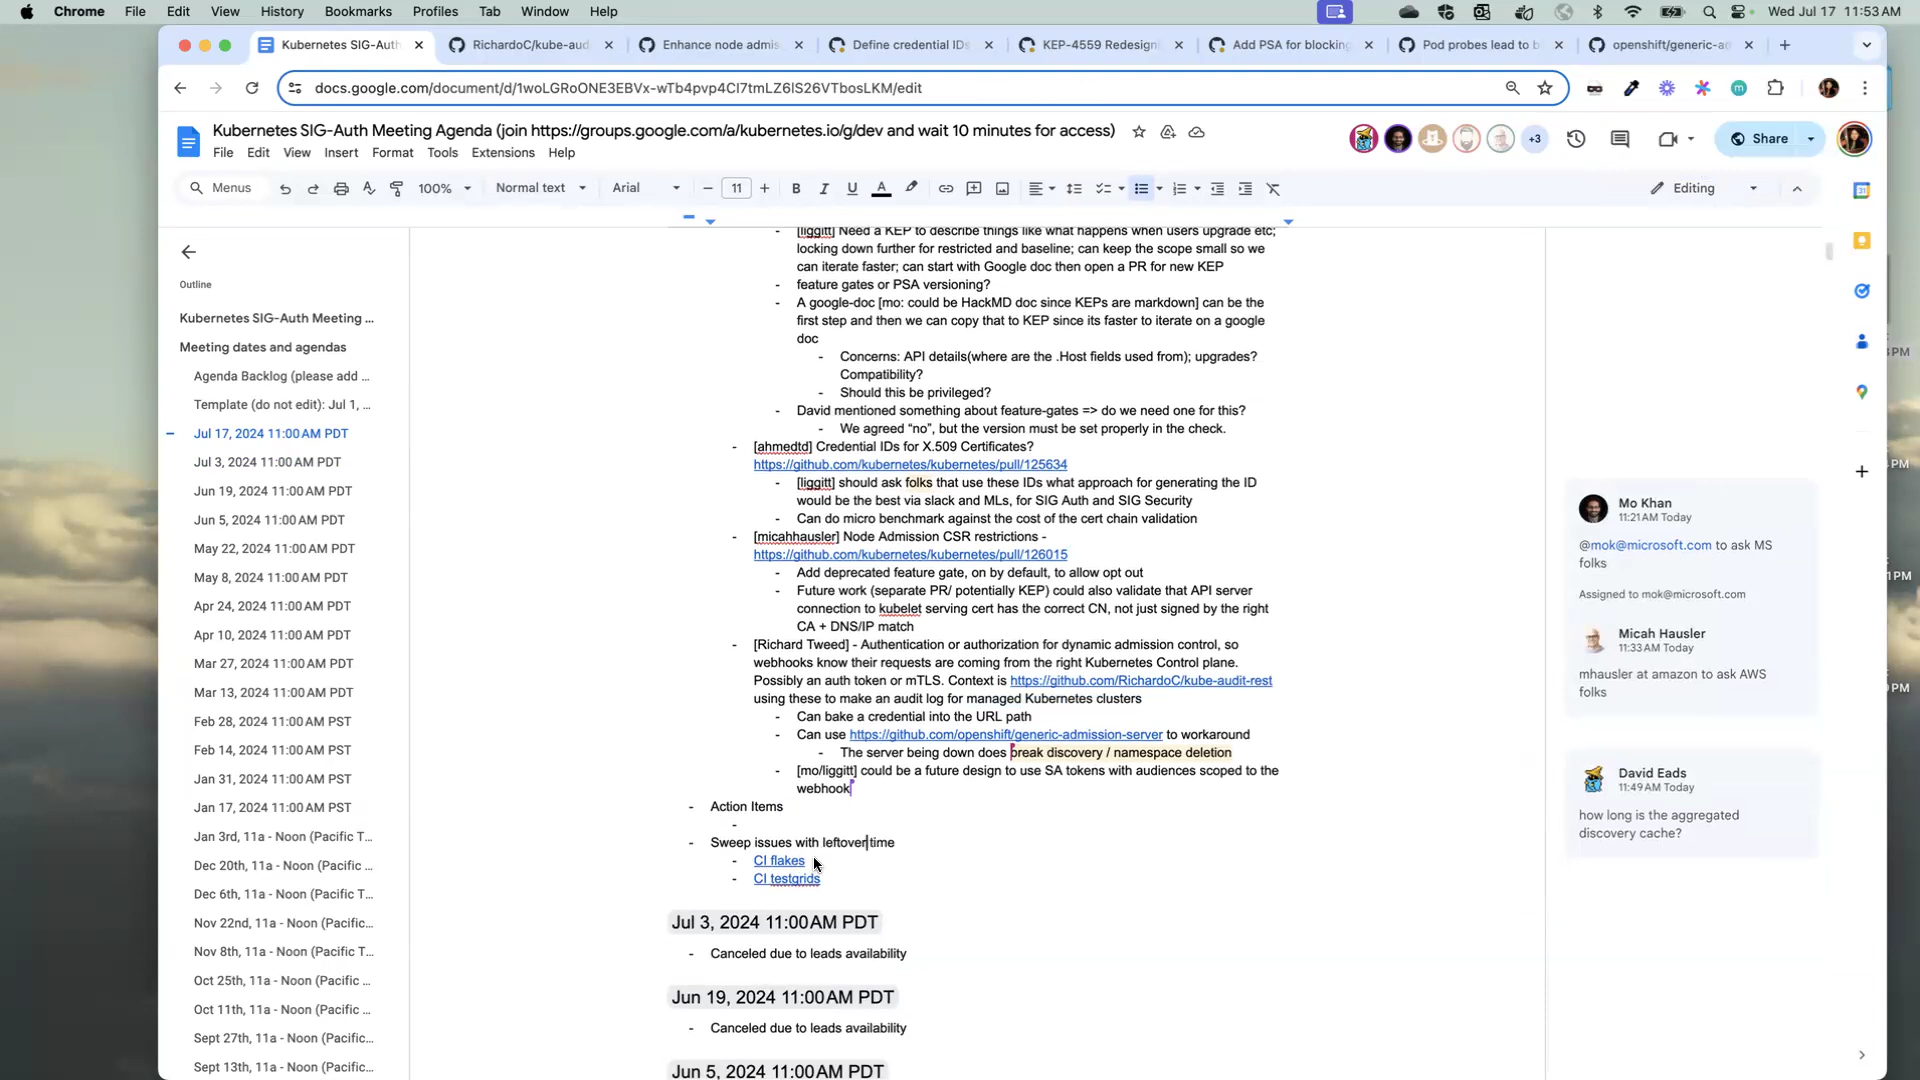 Chrome File Edit View History Bookmarks Profiles Tab Window Help Wed Jul 17 11:53 AM
Kubernetes SIG-Auth RichardoC/kube-aud Enhance node admis Define credential IDs KEP-4559 Redesign Add PSA for blocking Pod probes lead to b openshift/generic-a
docs.google.com/document/d/1woLGRoONE3EBVx-wTb4pvp4CI7tmLZ6lS26VTbosLKM/edit
Kubernetes SIG-Auth Meeting Agenda (join https://groups.google.com/a/kubernetes.io/g/dev and wait 10 minutes for access)
+3
Share
File Edit View Insert Format Tools Extensions Help
Menus 100% Normal text Arial 11 Editing
Outline
Kubernetes SIG-Auth Meeting ...
Meeting dates and agendas
Agenda Backlog (please add ...
Template (do not edit): Jul 1, ...
Jul 17, 2024 11:00 AM PDT
Jul 3, 2024 11:00 AM PDT
Jun 19, 2024 11:00 AM PDT
Jun 5, 2024 11:00 AM PDT
May 22, 2024 11:00 AM PDT
May 8, 2024 11:00 AM PDT
Apr 24, 2024 11:00 AM PDT
Apr 10, 2024 11:00 AM PDT
Mar 27, 2024 11:00 AM PDT
Mar 13, 2024 11:00 AM PDT
Feb 28, 2024 11:00 AM PST
Feb 14, 2024 11:00 AM PST
Jan 31, 2024 11:00 AM PST
Jan 17, 2024 11:00 AM PST
Jan 3rd, 11a - Noon (Pacific T...
Dec 20th, 11a - Noon (Pacific...
Dec 6th, 11a - Noon (Pacific T...
Nov 22nd, 11a - Noon (Pacific...
Nov 8th, 11a - Noon (Pacific T...
Oct 25th, 11a - Noon (Pacific...
Oct 11th, 11a - Noon (Pacific...
Sept 27th, 11a - Noon (Pacific...
Sept 13th, 11a - Noon (Pacific...
- [liggitt] Need a KEP to describe things like what happens when users upgrade etc;
locking down further for restricted and baseline; can keep the scope small so we
can iterate faster; can start with Google doc then open a PR for new KEP
- feature gates or PSA versioning?
- A google-doc [mo: could be HackMD doc since KEPs are markdown] can be the
first step and then we can copy that to KEP since its faster to iterate on a google
doc
- Concerns: API details(where are the .Host fields used from); upgrades?
Compatibility?
- Should this be privileged?
- David mentioned something about feature-gates => do we need one for this?
- We agreed “no”, but the version must be set properly in the check.
- [ahmedtd] Credential IDs for X.509 Certificates?
https://github.com/kubernetes/kubernetes/pull/125634
- [liggitt] should ask folks that use these IDs what approach for generating the ID
would be the best via slack and MLs, for SIG Auth and SIG Security
- Can do micro benchmark against the cost of the cert chain validation
- [micahhausler] Node Admission CSR restrictions -
https://github.com/kubernetes/kubernetes/pull/126015
- Add deprecated feature gate, on by default, to allow opt out
- Future work (separate PR/ potentially KEP) could also validate that API server
connection to kubelet serving cert has the correct CN, not just signed by the right
CA + DNS/IP match
- [Richard Tweed] - Authentication or authorization for dynamic admission control, so
webhooks know their requests are coming from the right Kubernetes Control plane.
Possibly an auth token or mTLS. Context is https://github.com/RichardoC/kube-audit-rest
using these to make an audit log for managed Kubernetes clusters
- Can bake a credential into the URL path
- Can use https://github.com/openshift/generic-admission-server to workaround
- The server being down does break discovery / namespace deletion
- [mo/liggitt] could be a future design to use SA tokens with audiences scoped to the
webhook
- Action Items
-
- Sweep issues with leftover time
- CI flakes
- CI testgrids
Jul 3, 2024 11:00 AM PDT
- Canceled due to leads availability
Jun 19, 2024 11:00 AM PDT
- Canceled due to leads availability
Jun 5, 2024 11:00 AM PDT
Mo Khan
11:21 AM Today
@mok@microsoft.com to ask MS
folks
Assigned to mok@microsoft.com
Micah Hausler
11:33 AM Today
mhausler at amazon to ask AWS
folks
David Eads
11:49 AM Today
how long is the aggregated
discovery cache?